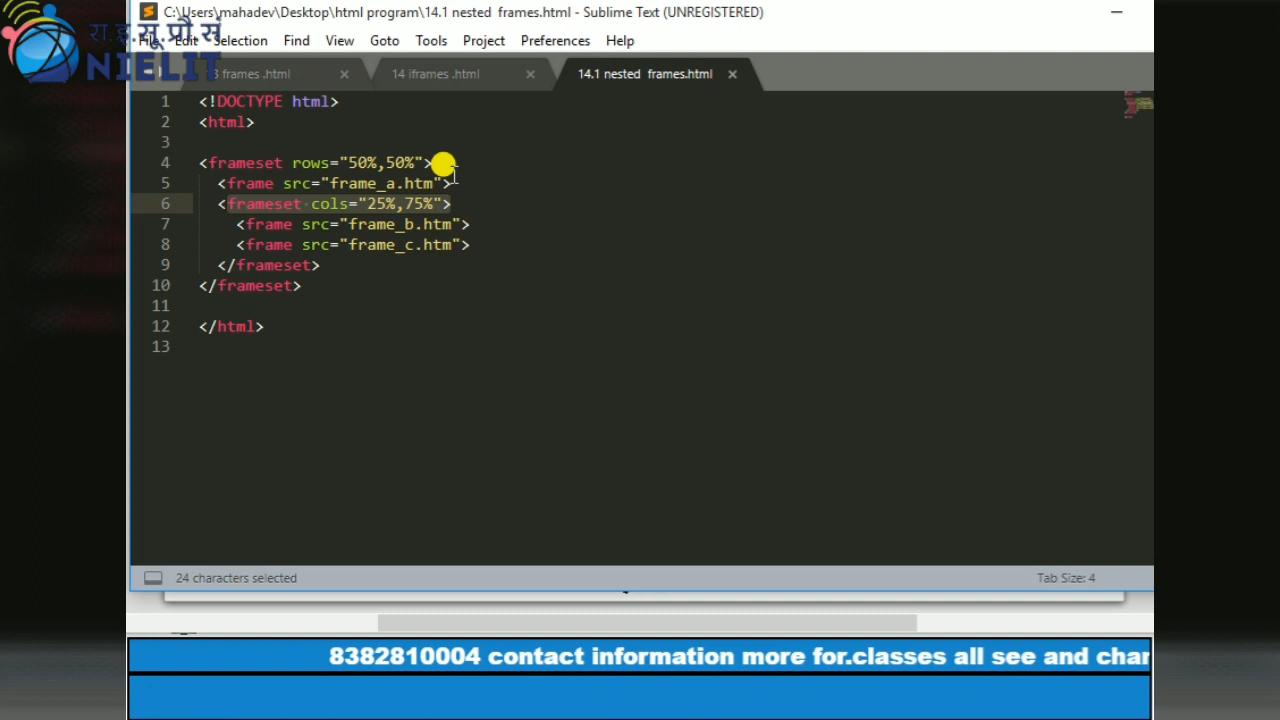 C:\Users\mahadev\Desktop\html program\14.1 nested frames.html - Sublime Text (UNREGISTERED)
रा.इ.सू.प्रौ.सं
NIELIT
File Edit Selection Find View Goto Tools Project Preferences Help
3 frames .html
14 iframes .html
14.1 nested frames.html
1 <!DOCTYPE html>
2 <html>
3
4 <frameset rows="50%,50%">
5 <frame src="frame_a.htm">
6 <frameset cols="25%,75%">
7 <frame src="frame_b.htm">
8 <frame src="frame_c.htm">
9 </frameset>
10 </frameset>
11
12 </html>
13
24 characters selected
Tab Size: 4
8382810004 contact information more for.classes all see and char